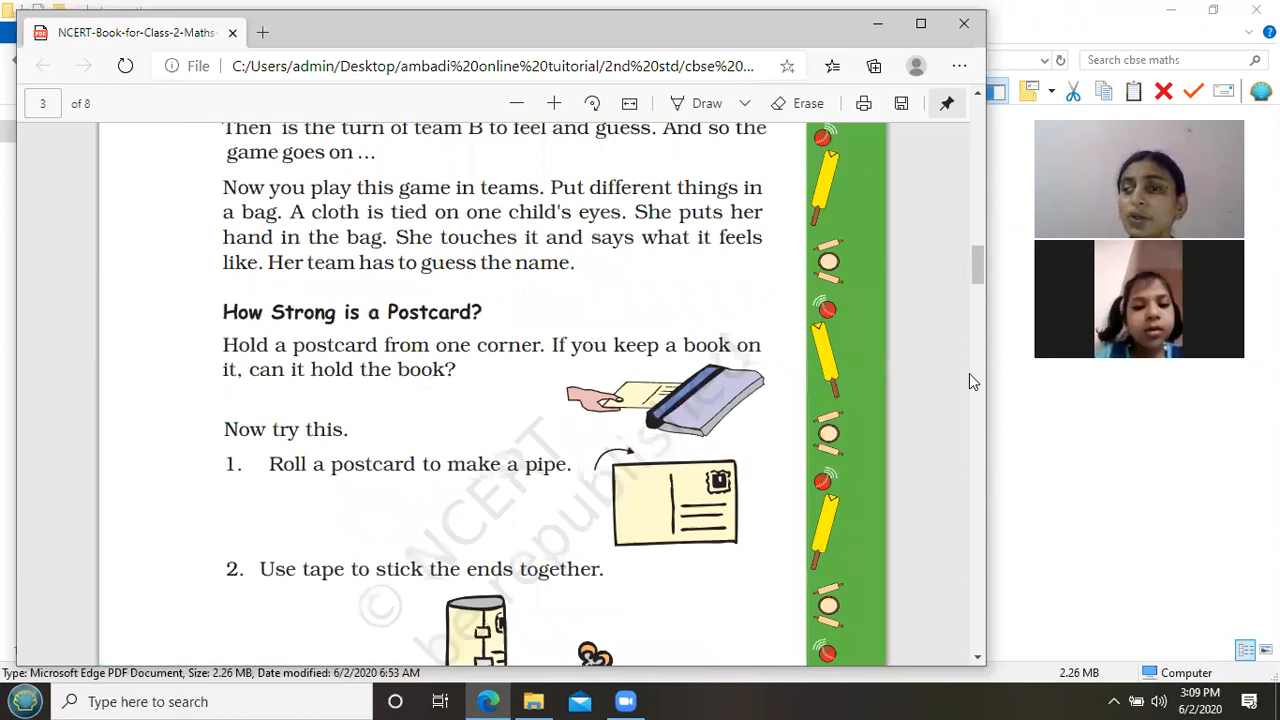 NCERT-Book-for-Class-2-Maths-
File
C:/Users/admin/Desktop/ambadi%20online%20tuitorial/2nd%20std/cbse%20...
Search cbse maths
3 of 8
Draw
Erase
Then is the turn of team B to feel and guess. And so the
game goes on ...
Now you play this game in teams. Put different things in
a bag. A cloth is tied on one child's eyes. She puts her
hand in the bag. She touches it and says what it feels
like. Her team has to guess the name.
How Strong is a Postcard?
Hold a postcard from one corner. If you keep a book on
it, can it hold the book?
Now try this.
1. Roll a postcard to make a pipe.
2. Use tape to stick the ends together.
© NCERT
be republished
Type: Microsoft Edge PDF Document, Size: 2.26 MB, Date modified: 6/2/2020 6:53 AM
2.26 MB
Computer
Type here to search
3:09 PM
6/2/2020